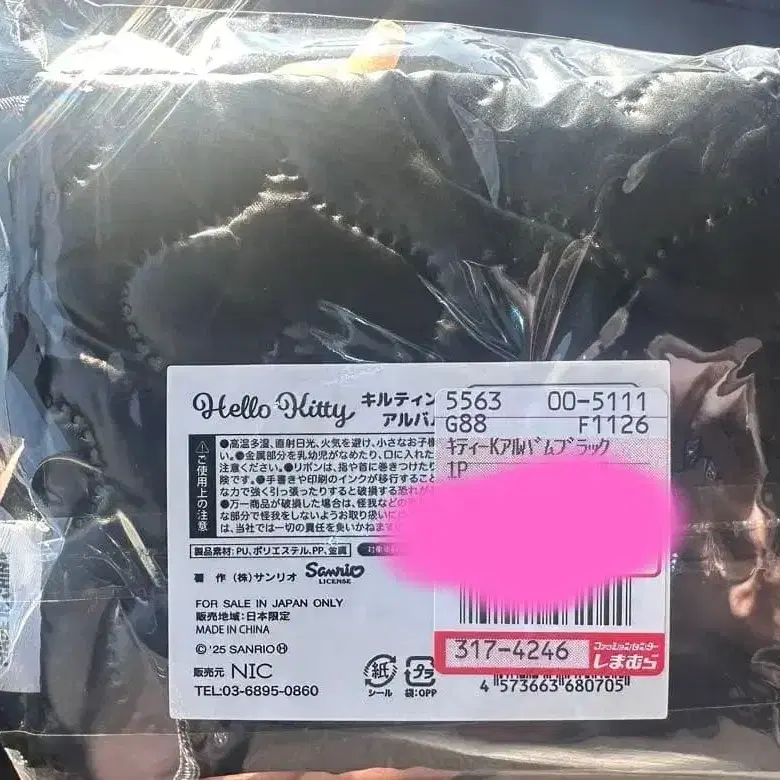 Hello Kitty
キルティン
アルバム
5563 00-5111
G88 F1126
ｷﾃｨｰKｱﾙﾊﾞﾑﾌﾞﾗｯｸ
1P
ご使用上の注意
●高温多湿、直射日光、火気を避け、小さなお子様
い。●金属部分を乳幼児がなめたり、口に入れた
注意ください。●リボンは、指や首に巻きつけたり
険です。●手書きや印刷のインクが移行すること
な力で強く引っ張ったりすると破損する恐れが
●万一商品が破損した場合は、怪我など
な部分で怪我をしないようお取り扱いに
は、当社では一切の責任を負いかねます
製品素材:PU、ポリエステル、PP、金属
対象年
著 作 (株)サンリオ Sanrio
LICENSE
FOR SALE IN JAPAN ONLY
販売地域:日本限定
MADE IN CHINA
©'25 SANRIO Ⓗ
販売元 NIC
TEL:03-6895-0860
紙
シール
プラ
袋:OPP
317-4246
ファッションセンター
しまむら
4 573663 680705